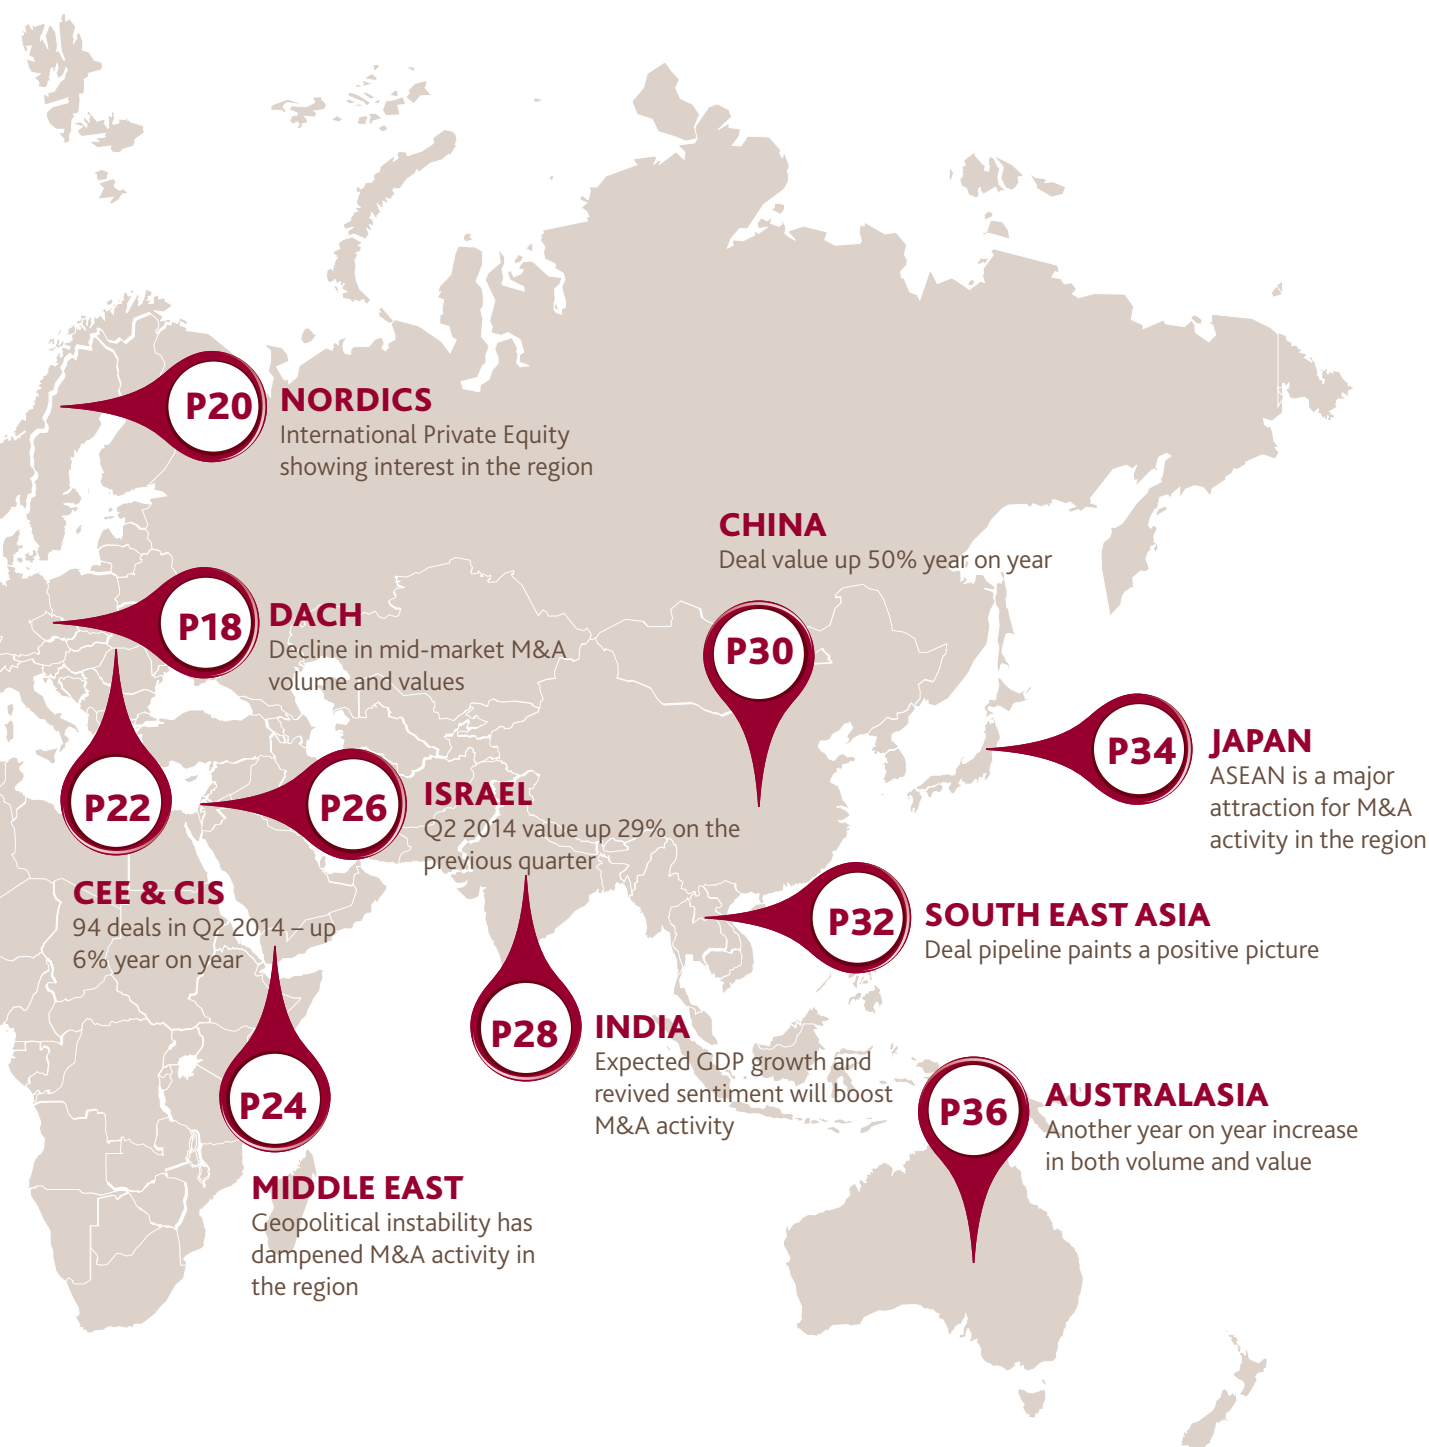 P20
NORDICS
International Private Equity
showing interest in the region
CHINA
Deal value up 50% year on year
P30
P18
DACH
Decline in mid-market M&A
volume and values
P34
JAPAN
ASEAN is a major
attraction for M&A
activity in the region
P22
CEE & CIS
94 deals in Q2 2014 – up
6% year on year
P26
ISRAEL
Q2 2014 value up 29% on the
previous quarter
P32
SOUTH EAST ASIA
Deal pipeline paints a positive picture
P28
INDIA
Expected GDP growth and
revived sentiment will boost
M&A activity
P24
MIDDLE EAST
Geopolitical instability has
dampened M&A activity in
the region
P36
AUSTRALASIA
Another year on year increase
in both volume and value